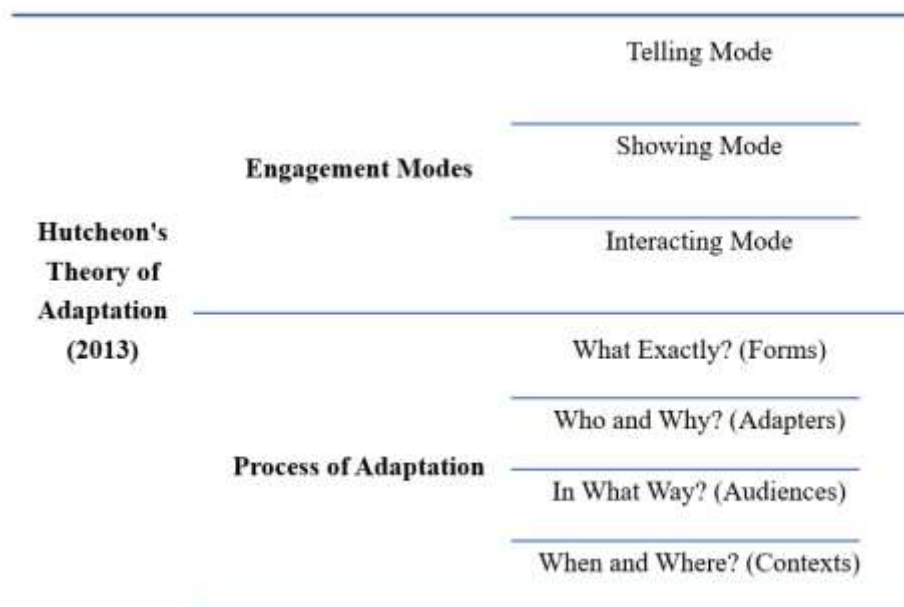 Telling Mode
Showing Mode
Engagement Modes
Interacting Mode
Hutcheon's
Theory of
Adaptation
(2013)
What Exactly? (Forms)
Who and Why? (Adapters)
Process of Adaptation
In What Way? (Audiences)
When and Where? (Contexts)